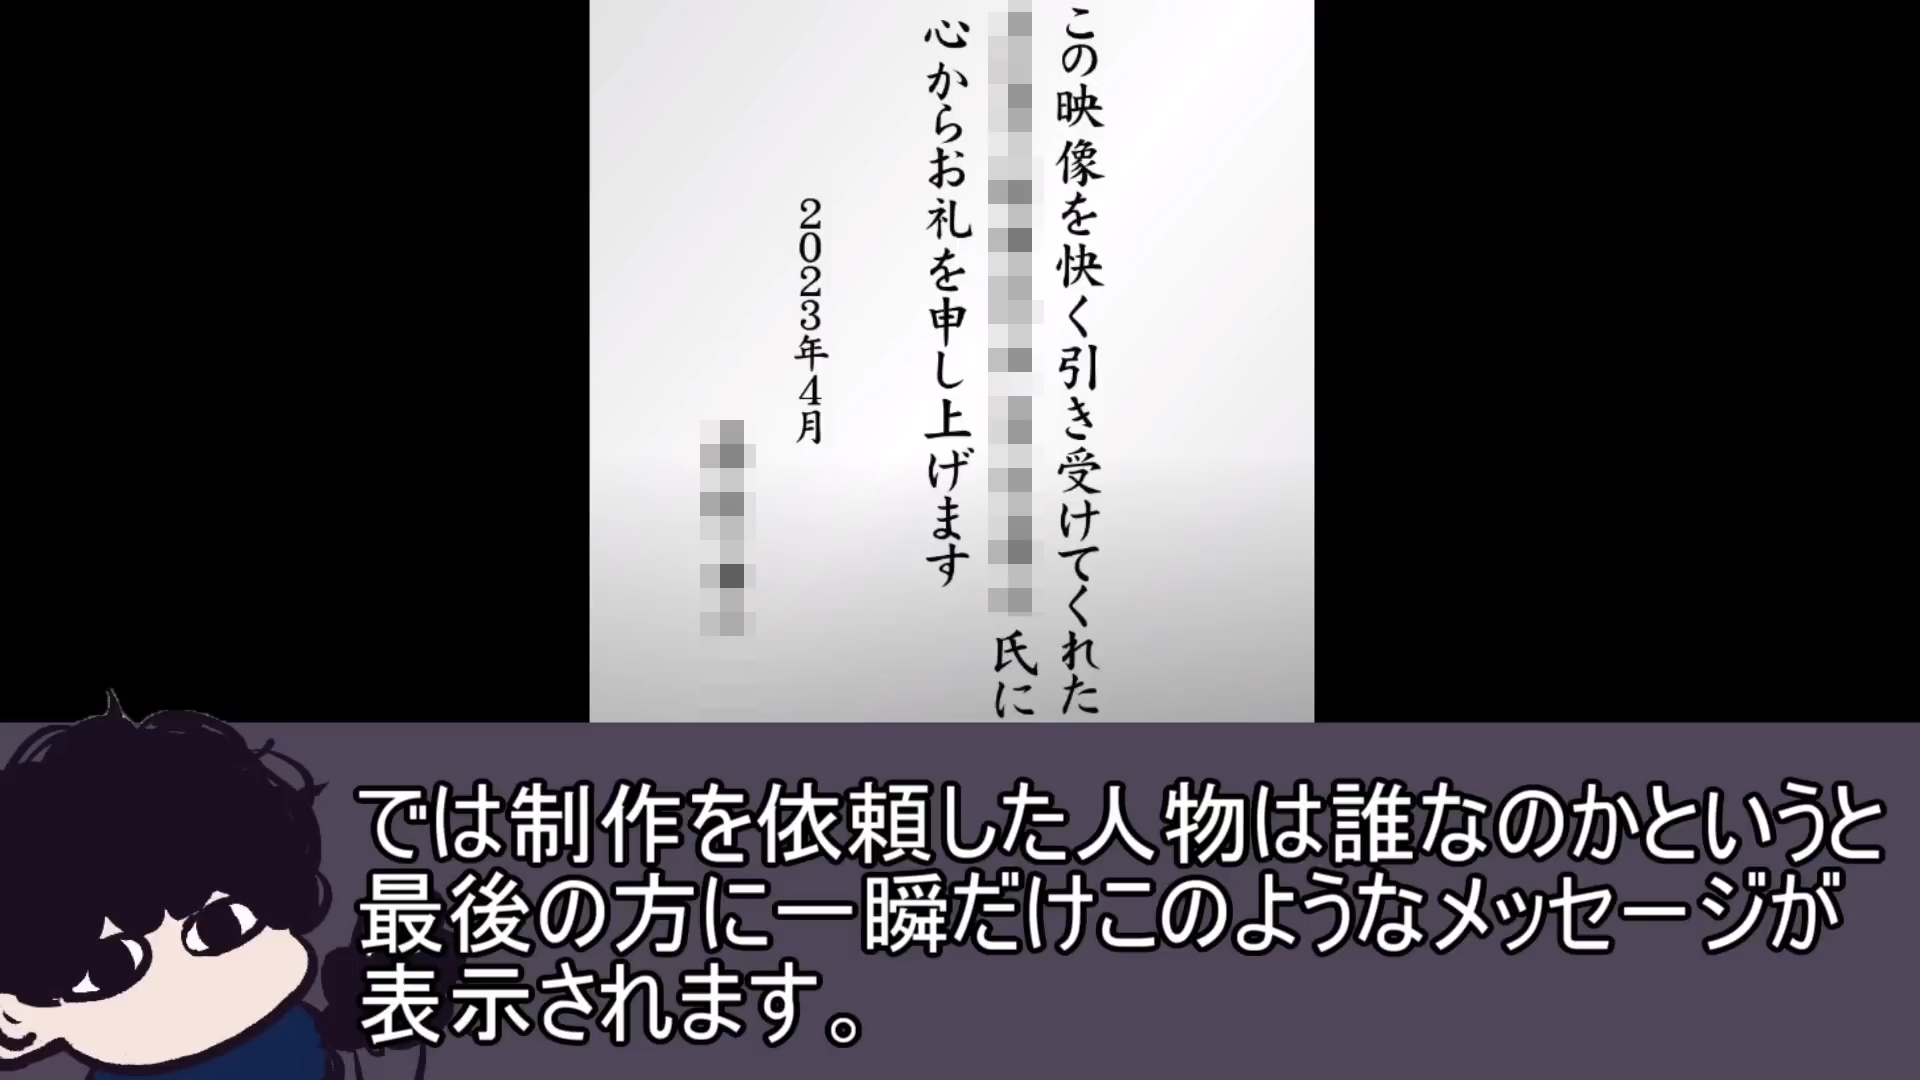 この映像を快く引き受けてくれた
氏に
心からお礼を申し上げます
2023年4月
では制作を依頼した人物は誰なのかというと
最後の方に一瞬だけこのようなメッセージが
表示されます。